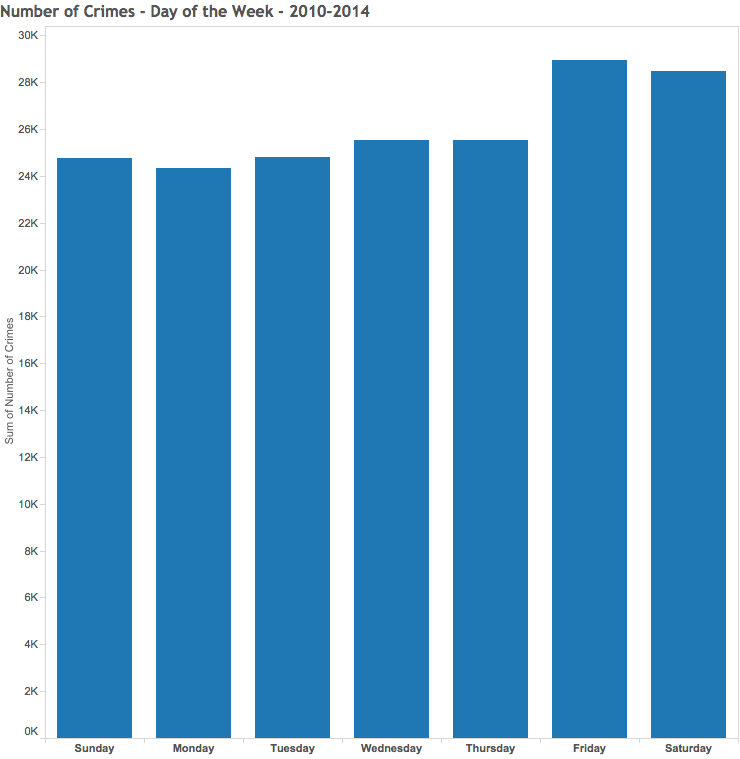 Number of Crimes - Day of the Week - 2010-2014
30K
28K
26K
24K
22K
20K
18K
16K
14K
12K
10K
8K
6K
4K
2K
0K
Sum of Number of Crimes
Sunday Monday Tuesday Wednesday Thursday Friday Saturday